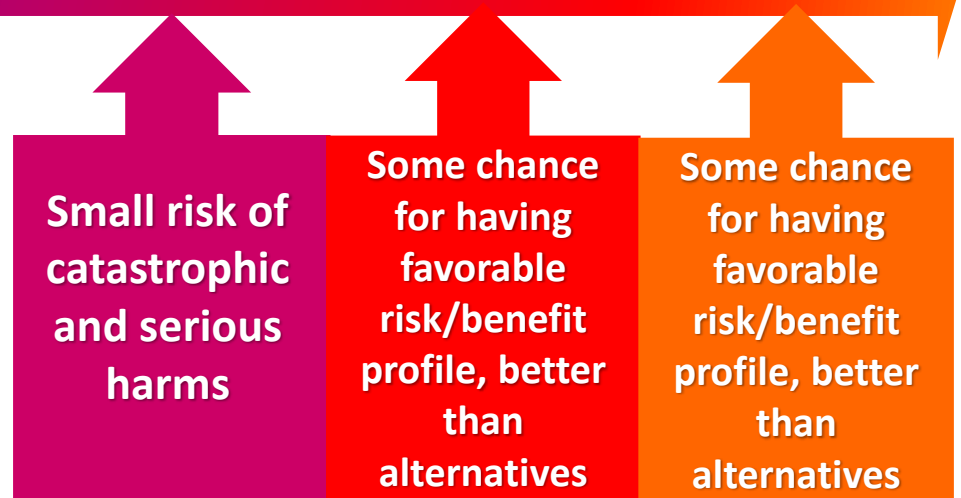 Small risk of
catastrophic
and serious
harms
Some chance
for having
favorable
risk/benefit
profile, better
than
alternatives
Some chance
for having
favorable
risk/benefit
profile, better
than
alternatives